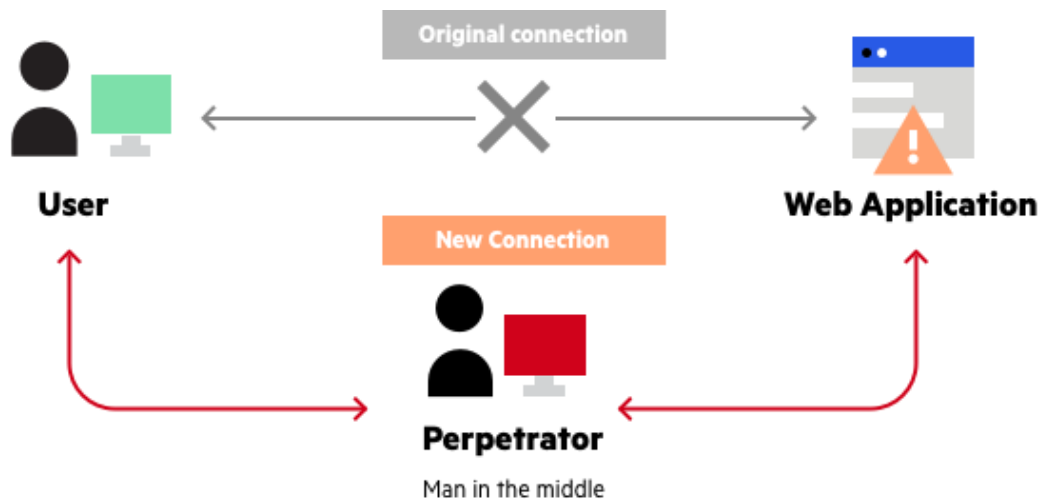 Original connection
User
Web Application
New Connection
Perpetrator
Man in the middle